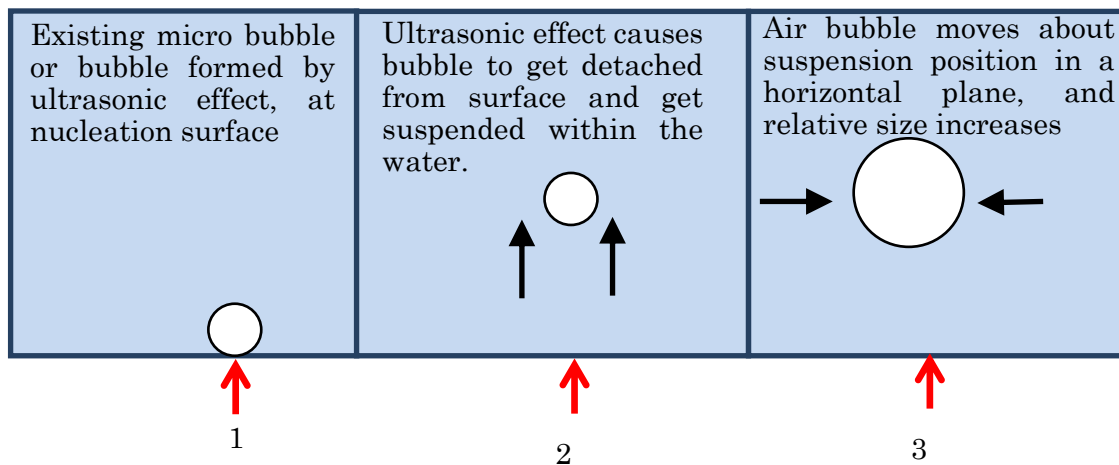 Existing micro bubble
or bubble formed by
ultrasonic effect, at
nucleation surface
Ultrasonic effect causes
bubble to get detached
from surface and get
suspended within the
water.
Air bubble moves about
suspension position in a
horizontal plane, and
relative size increases
1
2
3